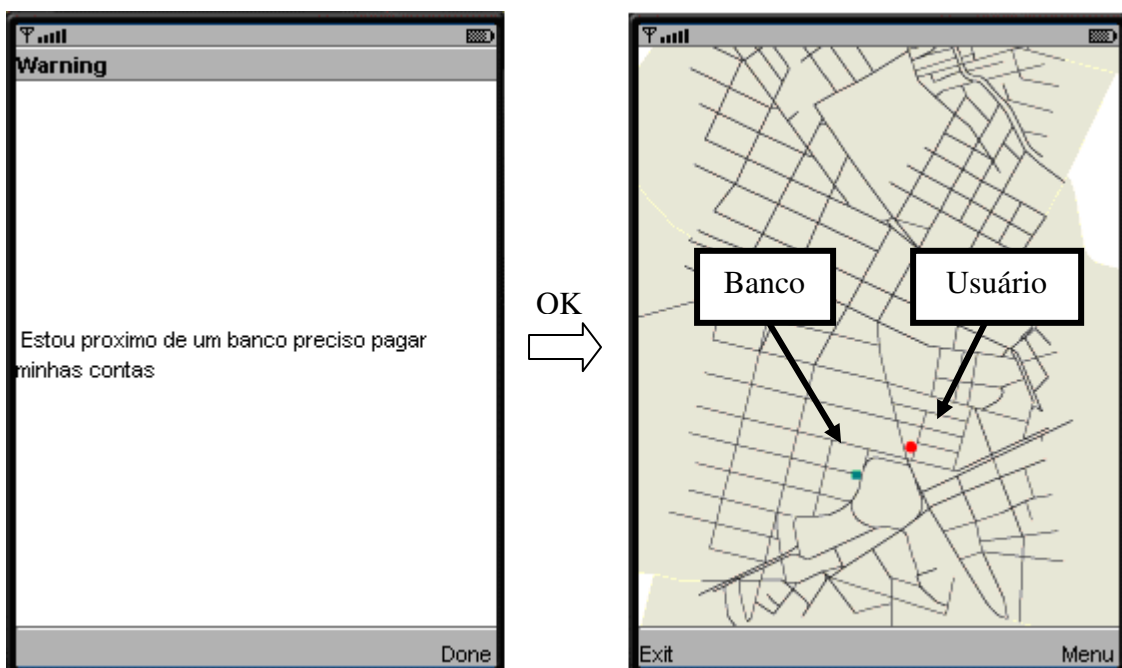 Warning
Estou proximo de um banco preciso pagar
minhas contas
Done
OK
Banco
Usuário
Exit
Menu